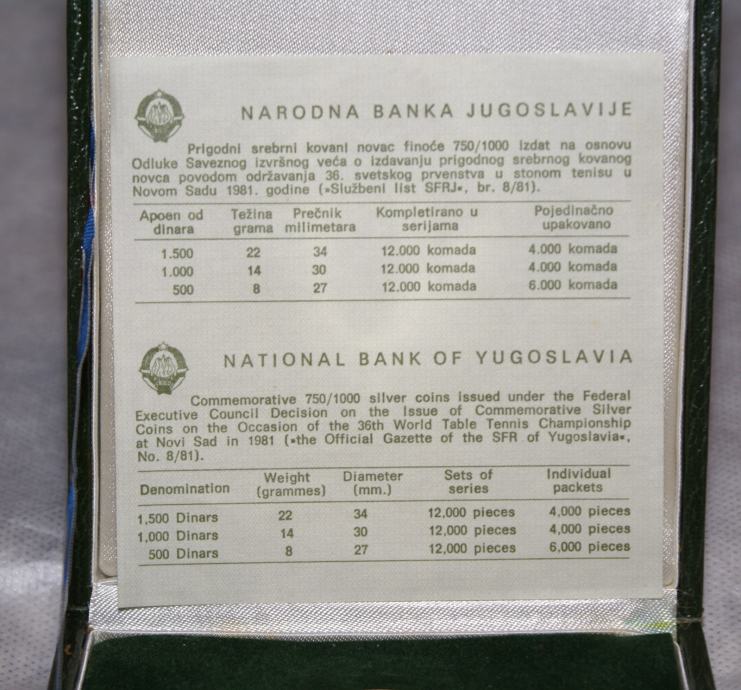 NARODNA BANKA JUGOSLAVIJE
Prigodni srebrni kovani novac finoće 750/1000 izdat na osnovu
Odluke Saveznog izvršnog veća o izdavanju prigodnog srebrnog kovanog
novca povodom održavanja 36. svetskog prvenstva u stonom tenisu u
Novom Sadu 1981. godine (»Službeni list SFRJ«, br. 8/81).
Apoen od Težina Prečnik Kompletirano u Pojedinačno
dinara grama milimetara serijama upakovano
1.500 22 34 12.000 komada 4.000 komada
1.000 14 30 12.000 komada 4.000 komada
500 8 27 12.000 komada 6.000 komada
NATIONAL BANK OF YUGOSLAVIA
Commemorative 750/1000 silver coins issued under the Federal
Executive Council Decision on the Issue of Commemorative Silver
Coins on the Occasion of the 36th World Table Tennis Championship
at Novi Sad in 1981 (»the Official Gazette of the SFR of Yugoslavia«,
No. 8/81).
Denomination Weight Diameter Sets of Individual
(grammes) (mm.) series packets
1,500 Dinars 22 34 12,000 pieces 4,000 pieces
1,000 Dinars 14 30 12,000 pieces 4,000 pieces
500 Dinars 8 27 12,000 pieces 6,000 pieces